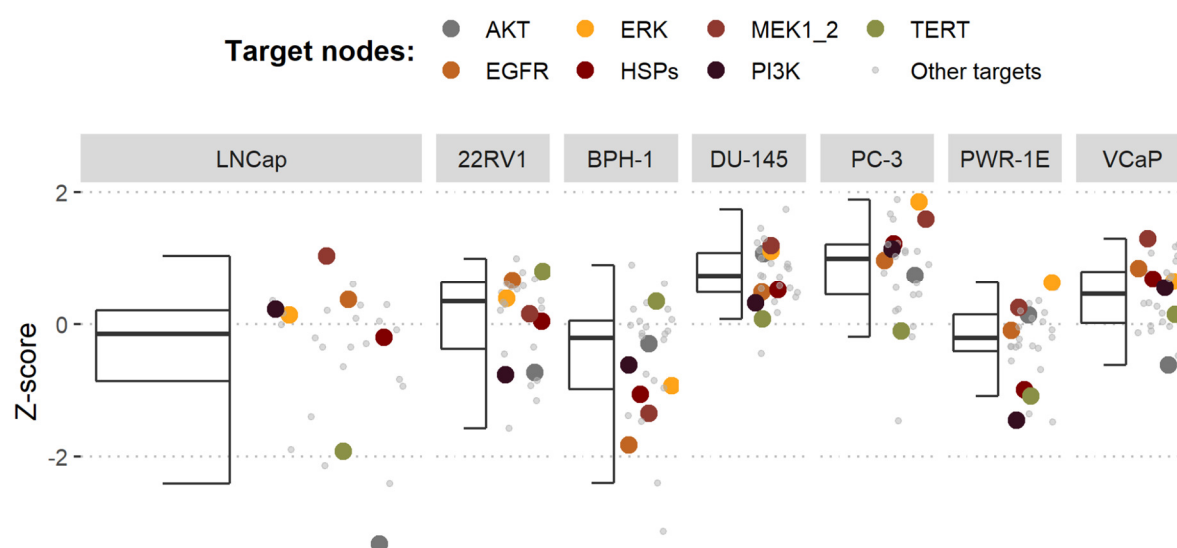 Target nodes:
AKT ERK MEK1_2 TERT
EGFR HSPs PI3K Other targets
LNCap 22RV1 BPH-1 DU-145 PC-3 PWR-1E VCaP
Z-score
2
0
-2